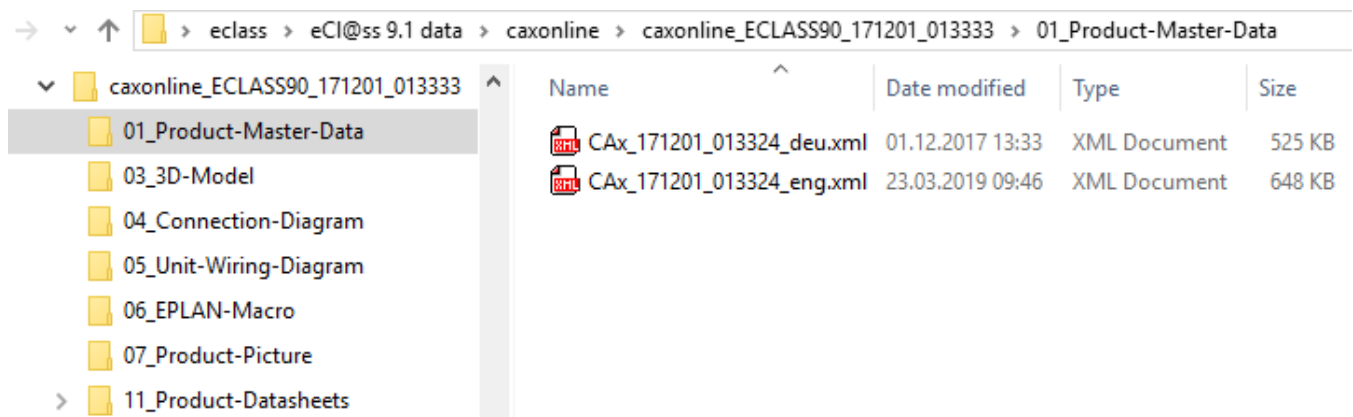 eclass > eCl@ss 9.1 data > caxonline > caxonline_ECLASS90_171201_013333 > 01_Product-Master-Data
caxonline_ECLASS90_171201_013333
01_Product-Master-Data
03_3D-Model
04_Connection-Diagram
05_Unit-Wiring-Diagram
06_EPLAN-Macro
07_Product-Picture
11_Product-Datasheets
Name Date modified Type Size
XML CAx_171201_013324_deu.xml 01.12.2017 13:33 XML Document 525 KB
XML CAx_171201_013324_eng.xml 23.03.2019 09:46 XML Document 648 KB